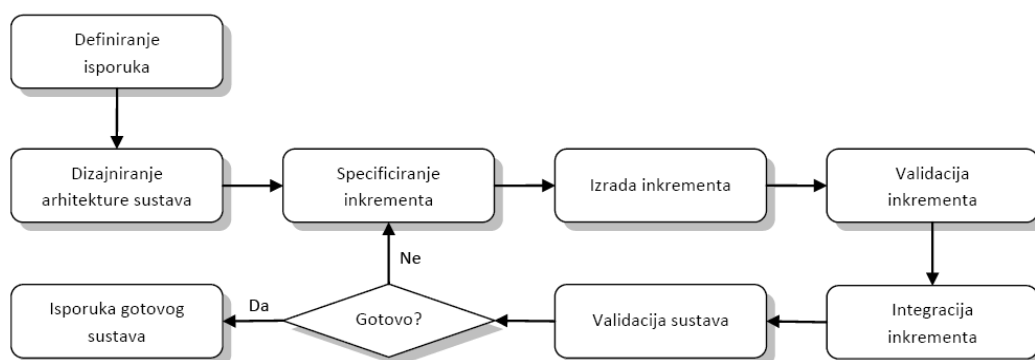 Definiranje
isporuka
Dizajniranje
arhitekture sustava
Specificiranje
inkrementa
Izrada inkrementa
Validacija
inkrementa
Ne
Isporuka gotovog
sustava
Da
Gotovo?
Validacija sustava
Integracija
inkrementa